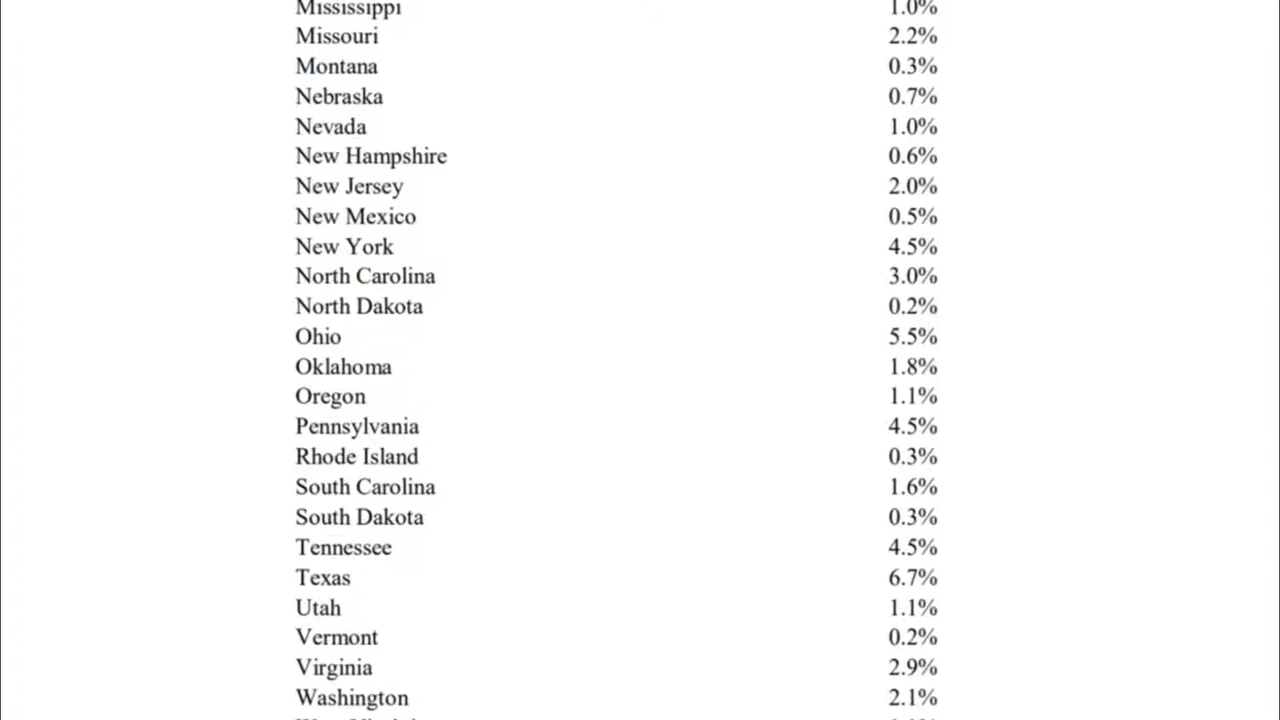 Mississippi 1.0%
Missouri 2.2%
Montana 0.3%
Nebraska 0.7%
Nevada 1.0%
New Hampshire 0.6%
New Jersey 2.0%
New Mexico 0.5%
New York 4.5%
North Carolina 3.0%
North Dakota 0.2%
Ohio 5.5%
Oklahoma 1.8%
Oregon 1.1%
Pennsylvania 4.5%
Rhode Island 0.3%
South Carolina 1.6%
South Dakota 0.3%
Tennessee 4.5%
Texas 6.7%
Utah 1.1%
Vermont 0.2%
Virginia 2.9%
Washington 2.1%